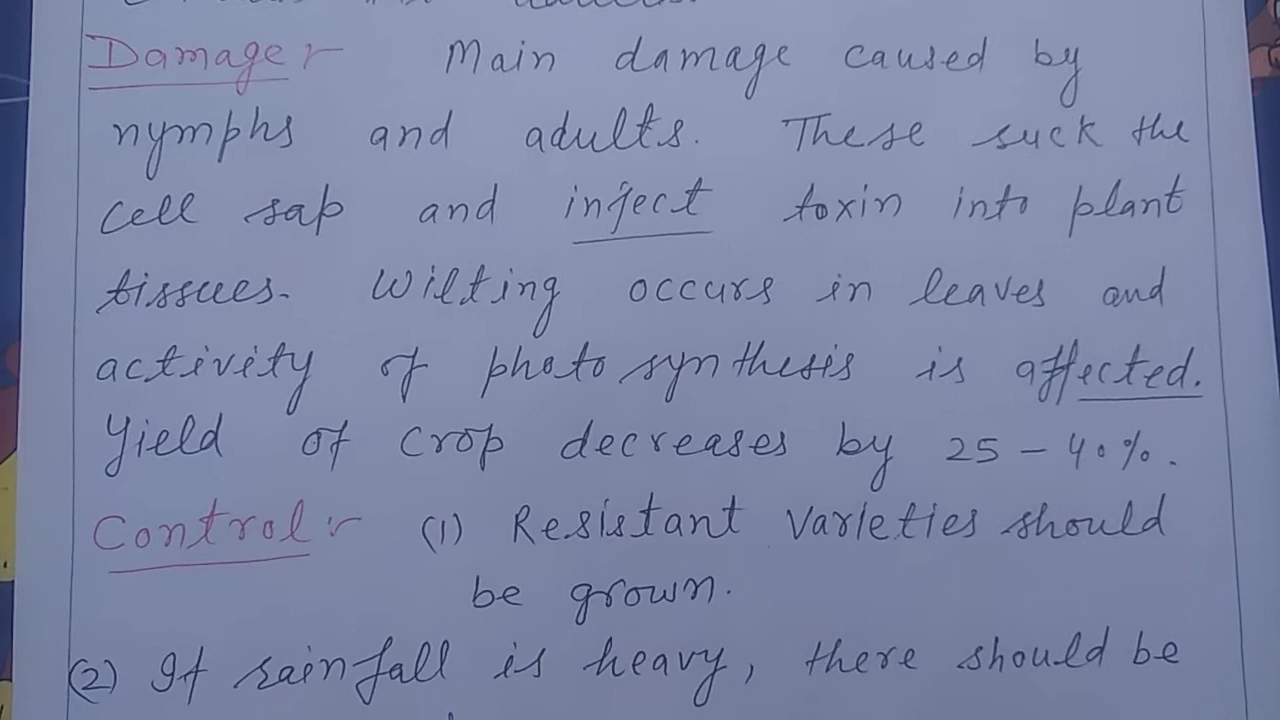 Damage:- Main damage caused by
nymphs and adults. These suck the
cell sap and inject toxin into plant
tissues. Wilting occurs in leaves and
activity of photosynthesis is affected.
Yield of crop decreases by 25 - 40%.
Control:- (1) Resistant varieties should
be grown.
(2) If rainfall is heavy, there should be